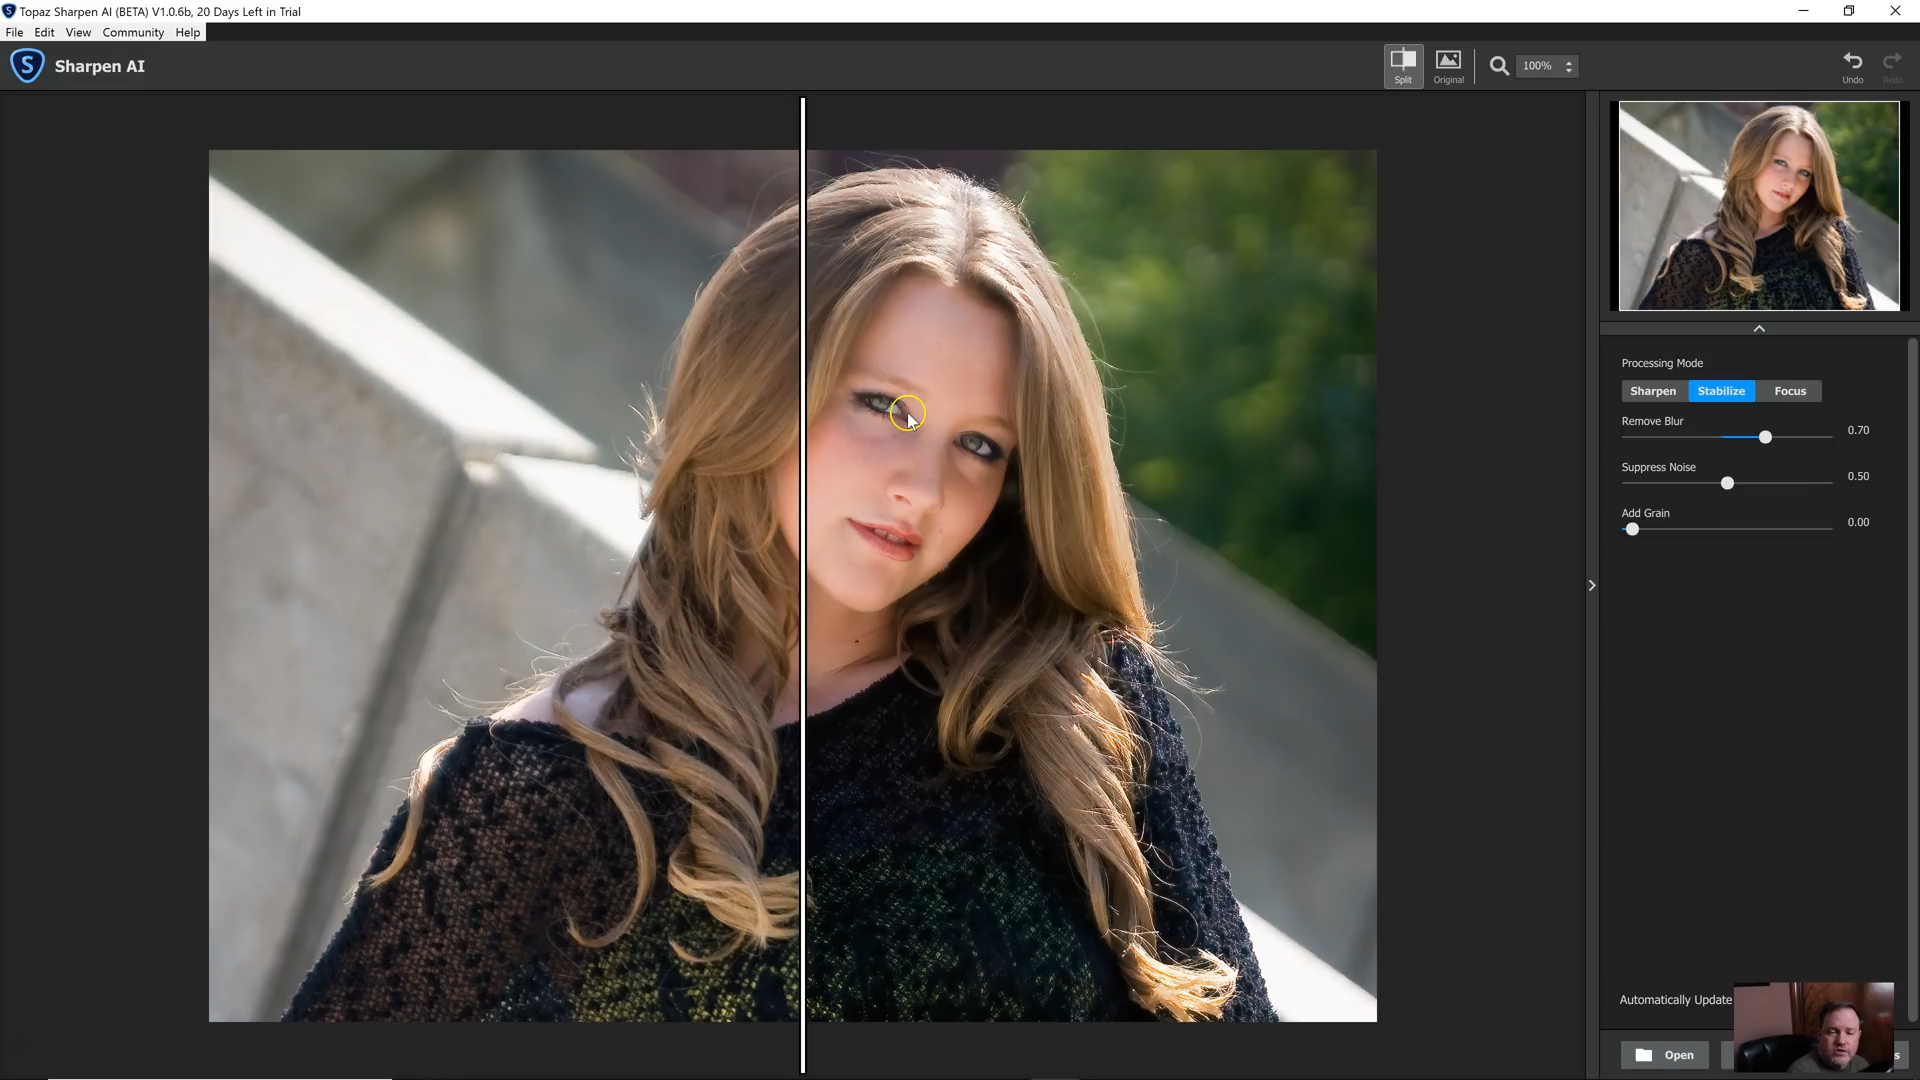 Topaz Sharpen AI (BETA) V1.0.6b, 20 Days Left in Trial
File Edit View Community Help
S Sharpen AI
Split Original 100% Undo Redo
Processing Mode
Sharpen Stabilize Focus
Remove Blur 0.70
Suppress Noise 0.50
Add Grain 0.00
Automatically Update
Open s